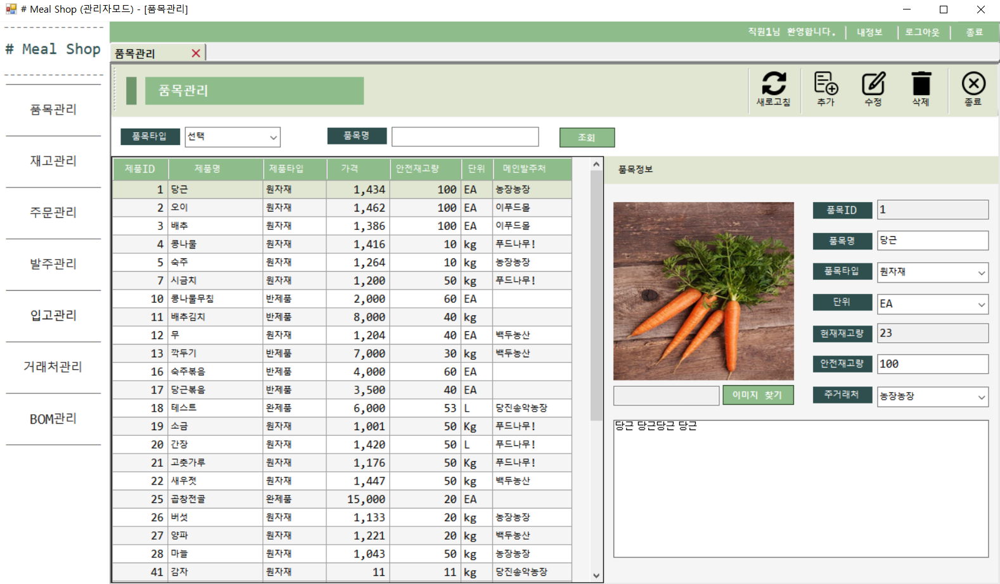 # Meal Shop (관리자모드) - [품목관리]
직원1님 환영합니다. 내정보 로그아웃 종료
# Meal Shop
품목관리
품목관리
재고관리
주문관리
발주관리
입고관리
거래처관리
BOM관리
품목관리
새로고침 추가 수정 삭제 종료
품목타입 선택 품목명 조회
제품ID 제품명 제품타입 가격 안전재고량 단위 메인발주처
1 당근 원자재 1,434 100 EA 농장농장
2 오이 원자재 1,462 100 EA 이푸드몰
3 배추 원자재 1,386 100 EA 이푸드몰
4 콩나물 원자재 1,416 10 kg 푸드나무!
5 숙주 원자재 1,264 10 kg 농장농장
7 시금치 원자재 1,200 50 kg 푸드나무!
10 콩나물무침 반제품 2,000 60 EA
11 배추김치 반제품 8,000 40 kg
12 무 원자재 1,204 40 EA 백두농산
13 깍두기 반제품 7,000 30 kg 백두농산
16 숙주볶음 반제품 4,000 60 EA
17 당근볶음 반제품 3,500 40 EA
18 테스트 완제품 6,000 53 L 당진송악농장
19 소금 원자재 1,001 50 Kg 푸드나무!
20 간장 원자재 1,420 50 L 푸드나무!
21 고춧가루 원자재 1,176 50 Kg 푸드나무!
22 새우젓 원자재 1,447 50 kg 백두농산
25 곱창전골 완제품 15,000 20 EA
26 버섯 원자재 1,133 20 kg 농장농장
27 양파 원자재 1,221 20 kg 백두농산
28 마늘 원자재 1,043 50 kg 농장농장
41 감자 원자재 11 11 kg 당진송악농장
품목정보
품목ID 1
품목명 당근
품목타입 원자재
단위 EA
현재재고량 23
안전재고량 100
이미지 찾기
주거래처 농장농장
당근 당근당근 당근